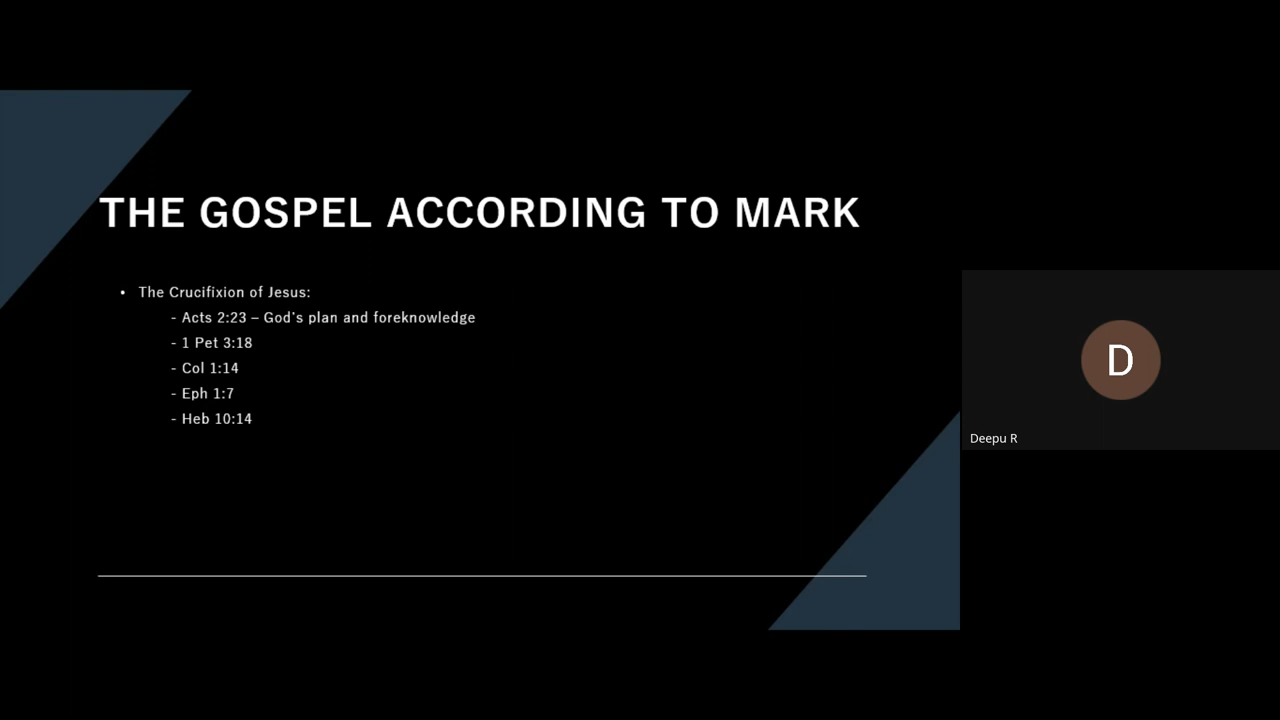 THE GOSPEL ACCORDING TO MARK
• The Crucifixion of Jesus:
- Acts 2:23 – God's plan and foreknowledge
- 1 Pet 3:18
- Col 1:14
- Eph 1:7
- Heb 10:14
D
Deepu R